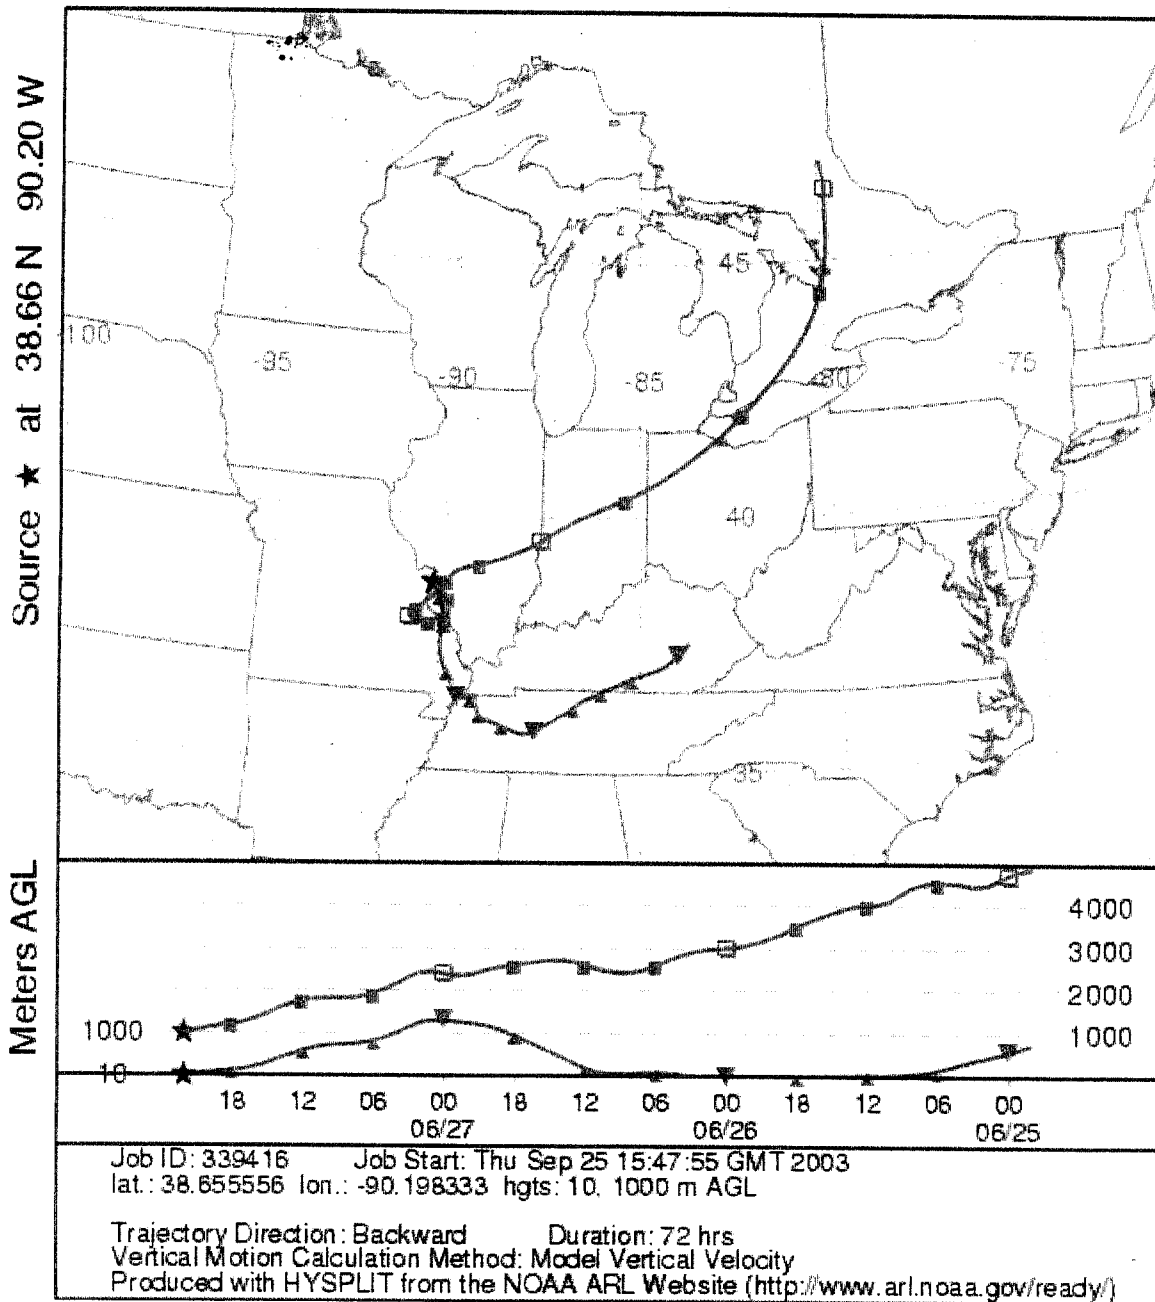 Source ★ at 38.66 N 90.20 W
45
-100
-95
-90
-85
-80
-75
40
35
Meters AGL
4000
3000
2000
1000
1000
10
18 12 06 00 18 12 06 00 18 12 06 00
06/27 06/26 06/25
Job ID: 339416 Job Start: Thu Sep 25 15:47:55 GMT 2003
lat.: 38.655556 lon.: -90.198333 hgts: 10, 1000 m AGL
Trajectory Direction: Backward Duration: 72 hrs
Vertical Motion Calculation Method: Model Vertical Velocity
Produced with HYSPLIT from the NOAA ARL Website (http://www.arl.noaa.gov/ready/)